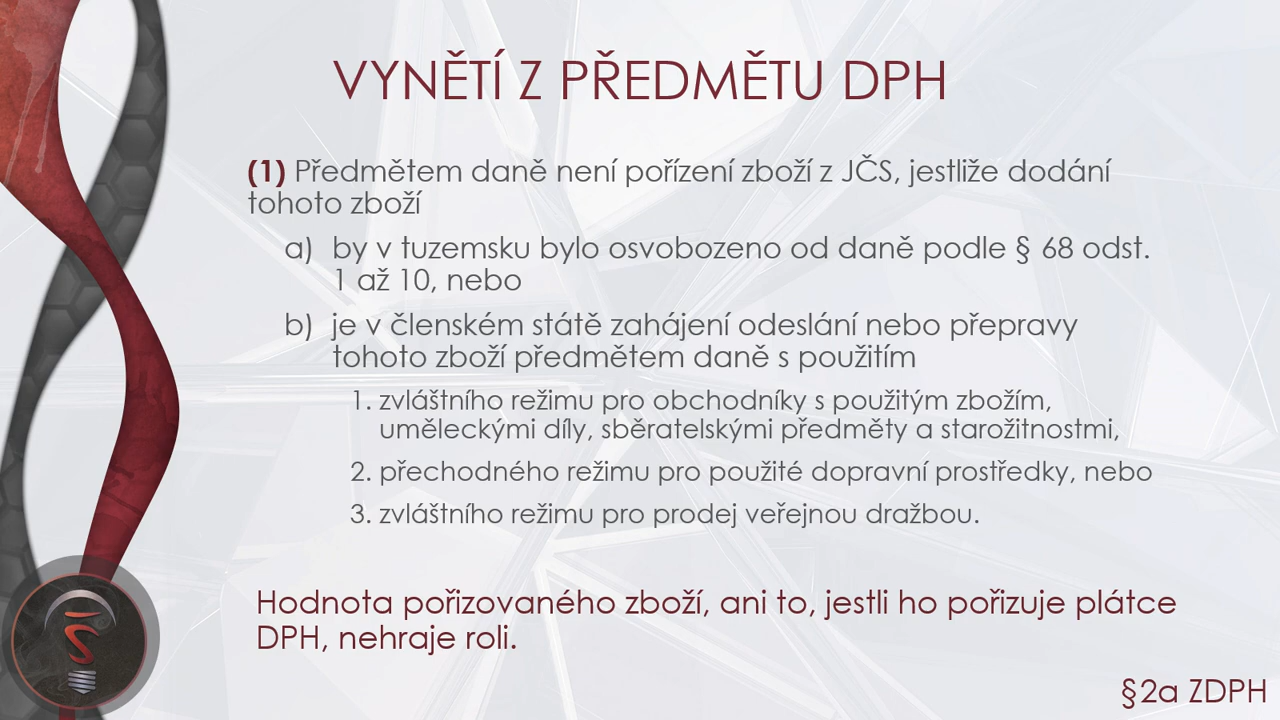 VYNĚTÍ Z PŘEDMĚTU DPH
(1) Předmětem daně není pořízení zboží z JČS, jestliže dodání
tohoto zboží
a) by v tuzemsku bylo osvobozeno od daně podle § 68 odst.
1 až 10, nebo
b) je v členském státě zahájení odeslání nebo přepravy
tohoto zboží předmětem daně s použitím
1. zvláštního režimu pro obchodníky s použitým zbožím,
uměleckými díly, sběratelskými předměty a starožitnostmi,
2. přechodného režimu pro použité dopravní prostředky, nebo
3. zvláštního režimu pro prodej veřejnou dražbou.
Hodnota pořizovaného zboží, ani to, jestli ho pořizuje plátce
DPH, nehraje roli.
§2a ZDPH